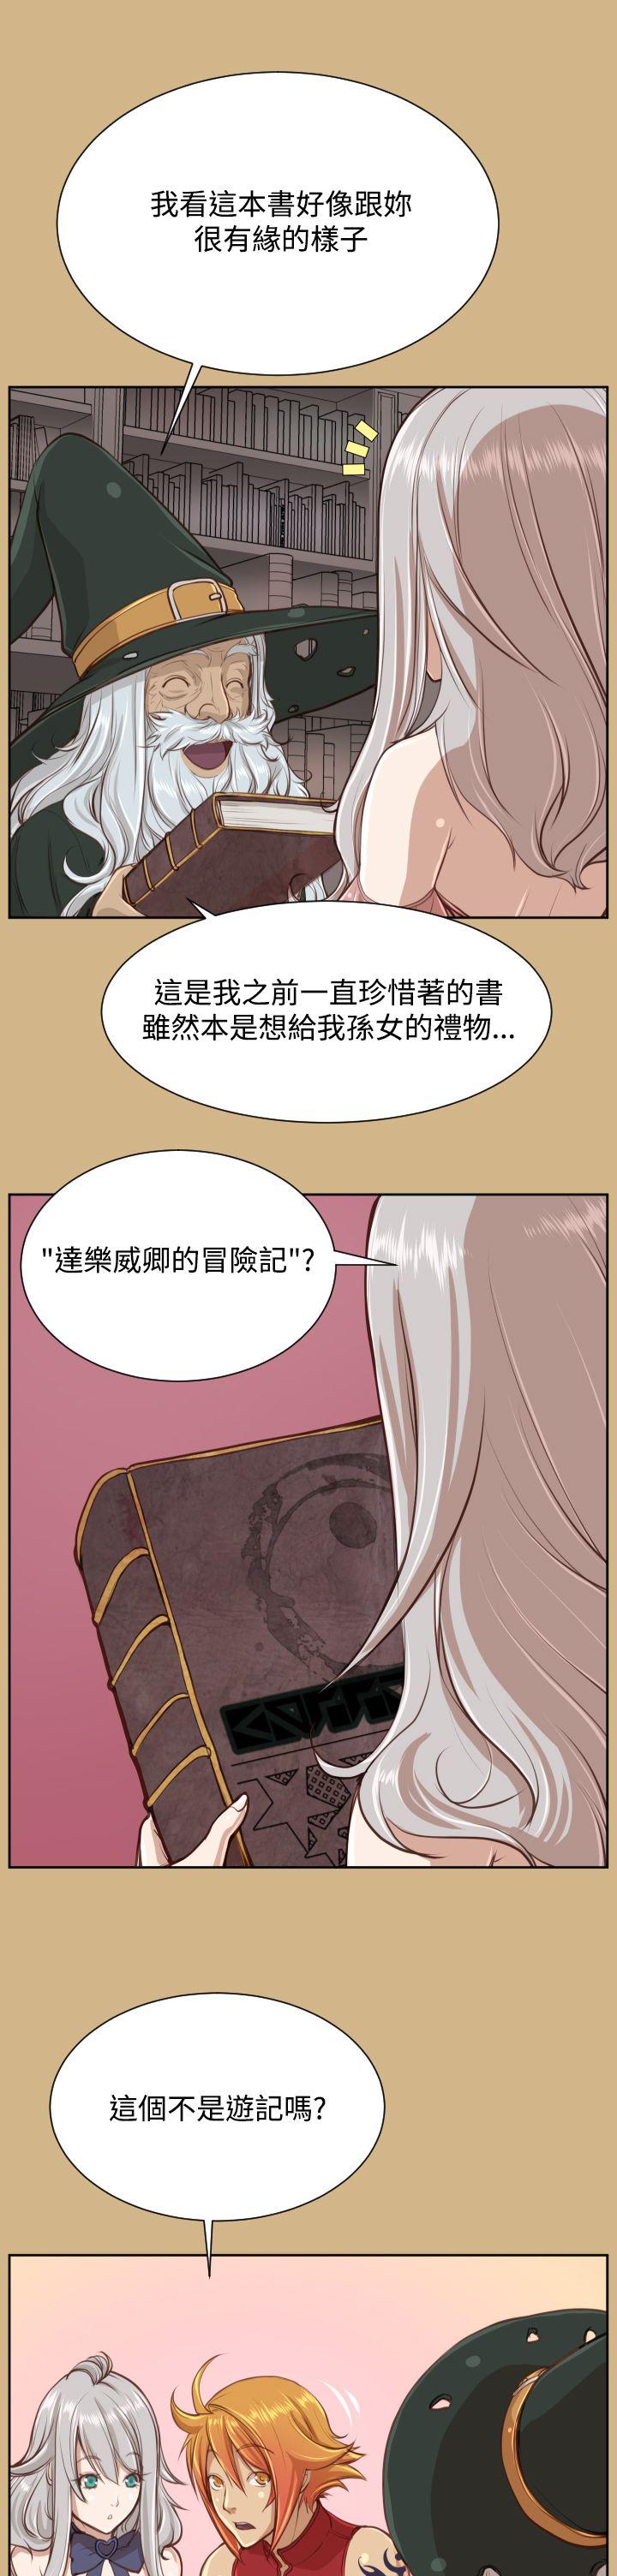 我看這本書好像跟妳
很有緣的樣子
這是我之前一直珍惜著的書
雖然本是想給我孫女的禮物...
"達樂威卿的冒險記"?
這個不是遊記嗎?